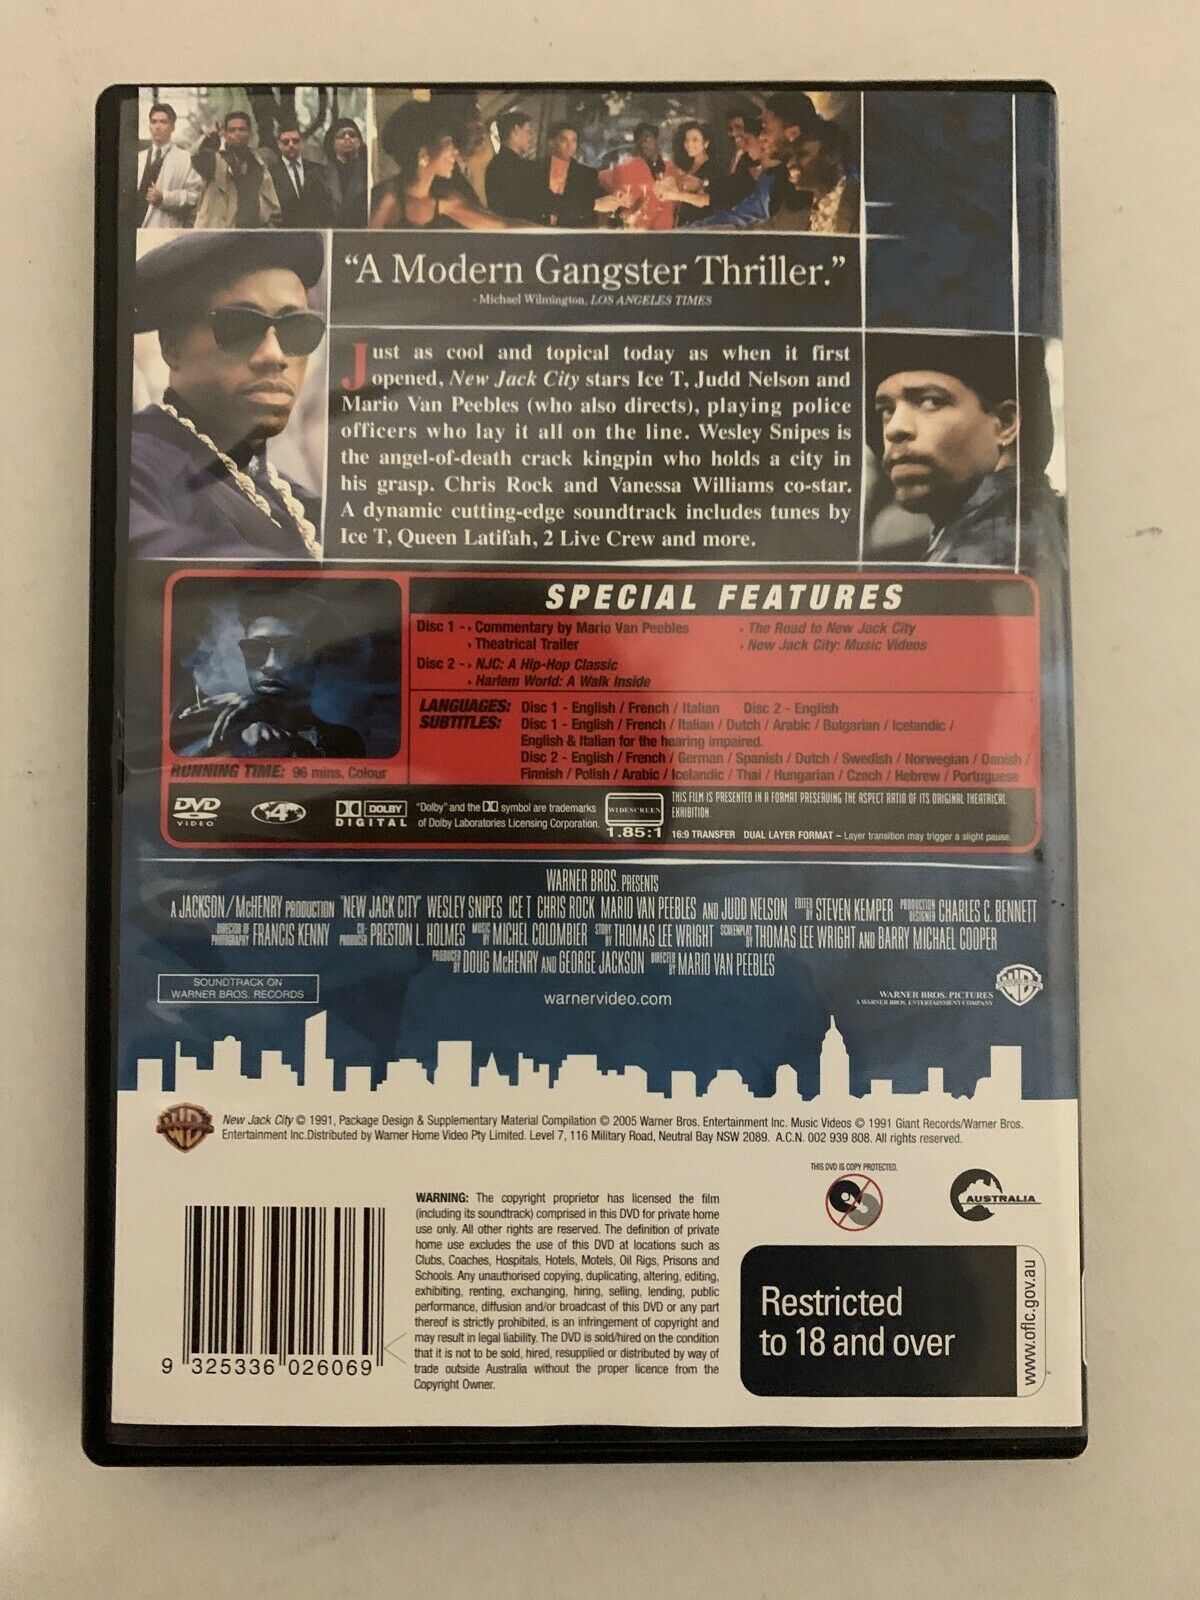 “A Modern Gangster Thriller.”
- Michael Wilmington, LOS ANGELES TIMES
Just as cool and topical today as when it first
opened, New Jack City stars Ice T, Judd Nelson and
Mario Van Peebles (who also directs), playing police
officers who lay it all on the line. Wesley Snipes is
the angel-of-death crack kingpin who holds a city in
his grasp. Chris Rock and Vanessa Williams co-star.
A dynamic cutting-edge soundtrack includes tunes by
Ice T, Queen Latifah, 2 Live Crew and more.
SPECIAL FEATURES
Disc 1 - › Commentary by Mario Van Peebles › The Road to New Jack City
› Theatrical Trailer › New Jack City: Music Videos
Disc 2 - › NJC: A Hip-Hop Classic
› Harlem World: A Walk Inside
LANGUAGES: Disc 1 - English / French / Italian Disc 2 - English
SUBTITLES: Disc 1 - English / French / Italian / Dutch / Arabic / Bulgarian / Icelandic /
English & Italian for the hearing impaired.
Disc 2 - English / French / German / Spanish / Dutch / Swedish / Norwegian / Danish /
Finnish / Polish / Arabic / Icelandic / Thai / Hungarian / Czech / Hebrew / Portuguese
RUNNING TIME: 96 mins. Colour
DVD VIDEO
4
DOLBY DIGITAL
"Dolby" and the DD symbol are trademarks
of Dolby Laboratories Licensing Corporation.
WIDESCREEN
1.85:1
THIS FILM IS PRESENTED IN A FORMAT PRESERVING THE ASPECT RATIO OF ITS ORIGINAL THEATRICAL
EXHIBITION.
16:9 TRANSFER DUAL LAYER FORMAT – Layer transition may trigger a slight pause.
WARNER BROS. PRESENTS
A JACKSON/McHENRY PRODUCTION "NEW JACK CITY" WESLEY SNIPES ICE T CHRIS ROCK MARIO VAN PEEBLES AND JUDD NELSON EDITED BY STEVEN KEMPER PRODUCTION DESIGNER CHARLES C. BENNETT
DIRECTOR OF PHOTOGRAPHY FRANCIS KENNY CO-PRODUCER PRESTON L. HOLMES MUSIC BY MICHEL COLOMBIER STORY BY THOMAS LEE WRIGHT SCREENPLAY BY THOMAS LEE WRIGHT AND BARRY MICHAEL COOPER
PRODUCED BY DOUG McHENRY AND GEORGE JACKSON DIRECTED BY MARIO VAN PEEBLES
SOUNDTRACK ON
WARNER BROS. RECORDS
warnervideo.com
WARNER BROS. PICTURES
A WARNER BROS. ENTERTAINMENT COMPANY
New Jack City © 1991, Package Design & Supplementary Material Compilation © 2005 Warner Bros. Entertainment Inc. Music Videos © 1991 Giant Records/Warner Bros.
Entertainment Inc.Distributed by Warner Home Video Pty Limited. Level 7, 116 Military Road, Neutral Bay NSW 2089. A.C.N. 002 939 808. All rights reserved.
THIS DVD IS COPY PROTECTED.
AUSTRALIA
WARNING: The copyright proprietor has licensed the film
(including its soundtrack) comprised in this DVD for private home
use only. All other rights are reserved. The definition of private
home use excludes the use of this DVD at locations such as
Clubs, Coaches, Hospitals, Hotels, Motels, Oil Rigs, Prisons and
Schools. Any unauthorised copying, duplicating, altering, editing,
exhibiting, renting, exchanging, hiring, selling, lending, public
performance, diffusion and/or broadcast of this DVD or any part
thereof is strictly prohibited, is an infringement of copyright and
may result in legal liability. The DVD is sold/hired on the condition
that it is not to be sold, hired, resupplied or distributed by way of
trade outside Australia without the proper licence from the
Copyright Owner.
9 325336 026069
Restricted
to 18 and over
www.oflc.gov.au